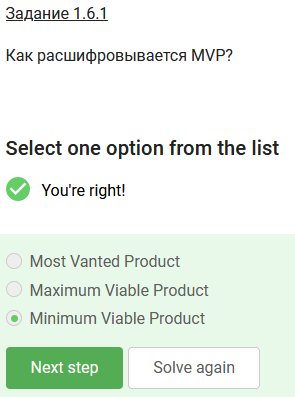 Задание 1.6.1
Как расшифровывается MVP?
Select one option from the list
You're right!
Most Vanted Product
Maximum Viable Product
Minimum Viable Product
Next step
Solve again